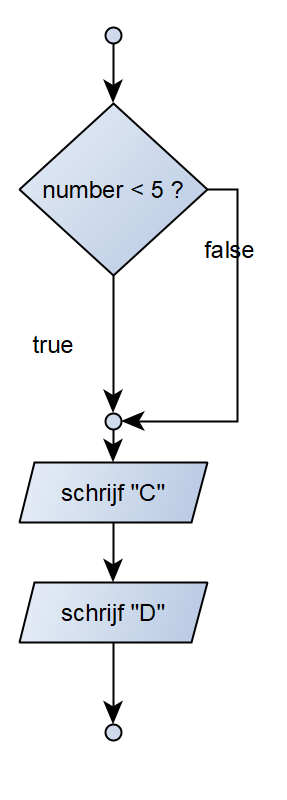 number < 5 ?
false
true
schrijf "C"
schrijf "D"